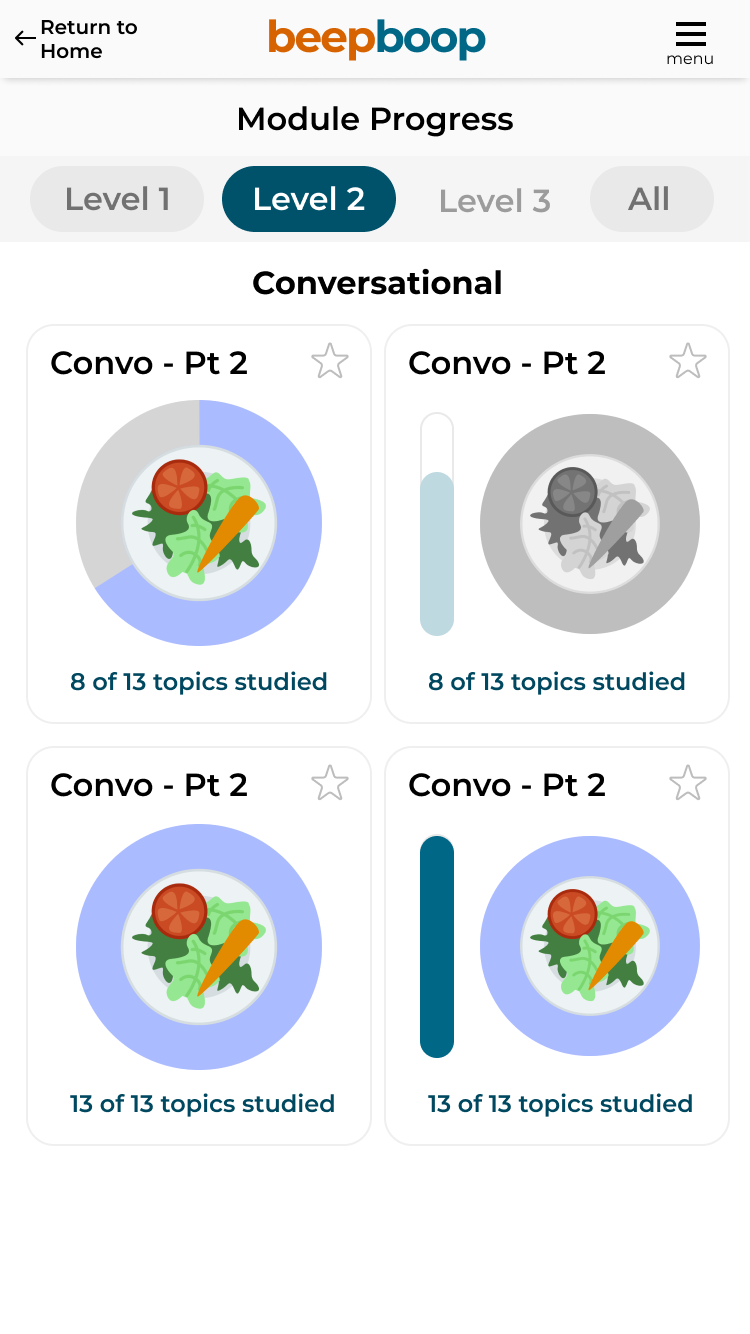 Return to
Home
beepboop
menu
Module Progress
Level 1
Level 2
Level 3
All
Conversational
Convo - Pt 2
8 of 13 topics studied
Convo - Pt 2
8 of 13 topics studied
Convo - Pt 2
13 of 13 topics studied
Convo - Pt 2
13 of 13 topics studied